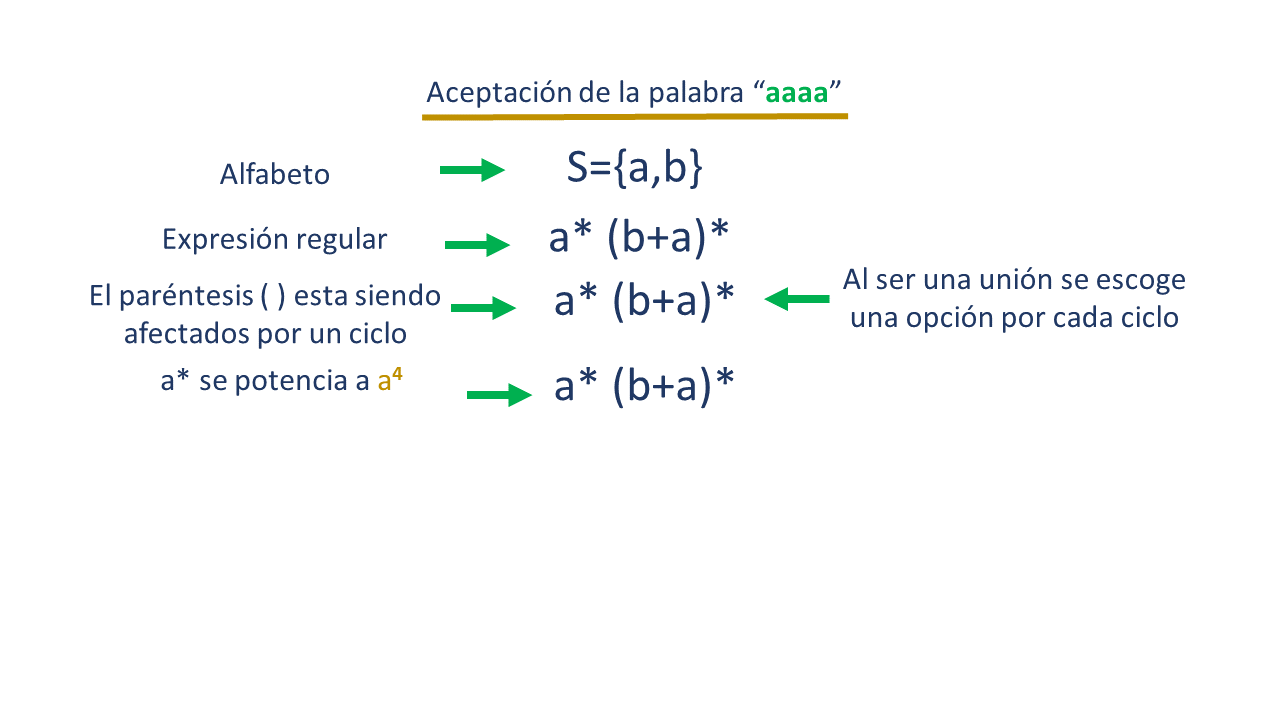 Aceptación de la palabra “aaaa”
Alfabeto
S={a,b}
Expresión regular
a* (b+a)*
El paréntesis ( ) esta siendo
afectados por un ciclo
a* (b+a)*
Al ser una unión se escoge
una opción por cada ciclo
a* se potencia a a⁴
a* (b+a)*